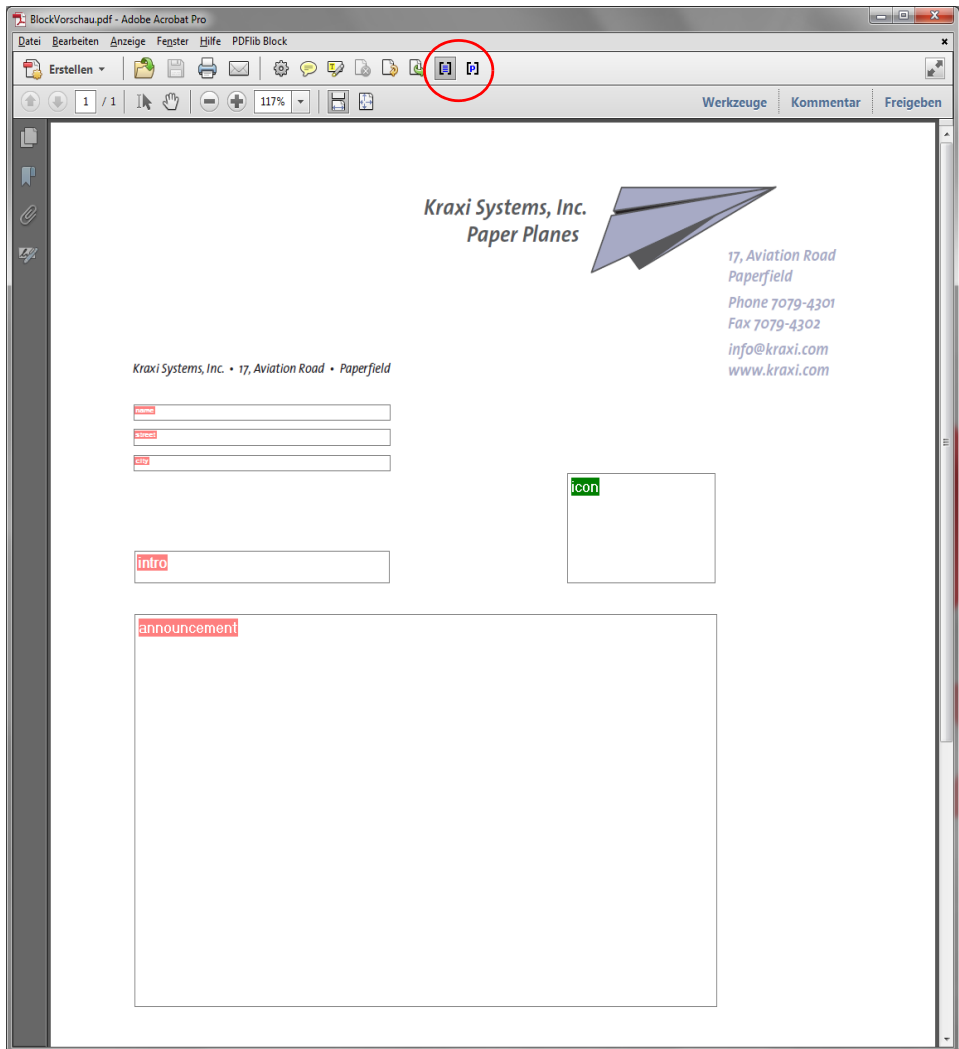 BlockVorschau.pdf - Adobe Acrobat Pro
Datei Bearbeiten Anzeige Fenster Hilfe PDFlib Block
Erstellen
1 / 1 117% Werkzeuge Kommentar Freigeben
Kraxi Systems, Inc.
Paper Planes
17, Aviation Road
Paperfield
Phone 7079-4301
Fax 7079-4302
info@kraxi.com
www.kraxi.com
Kraxi Systems, Inc. • 17, Aviation Road • Paperfield
name
street
city
icon
intro
announcement